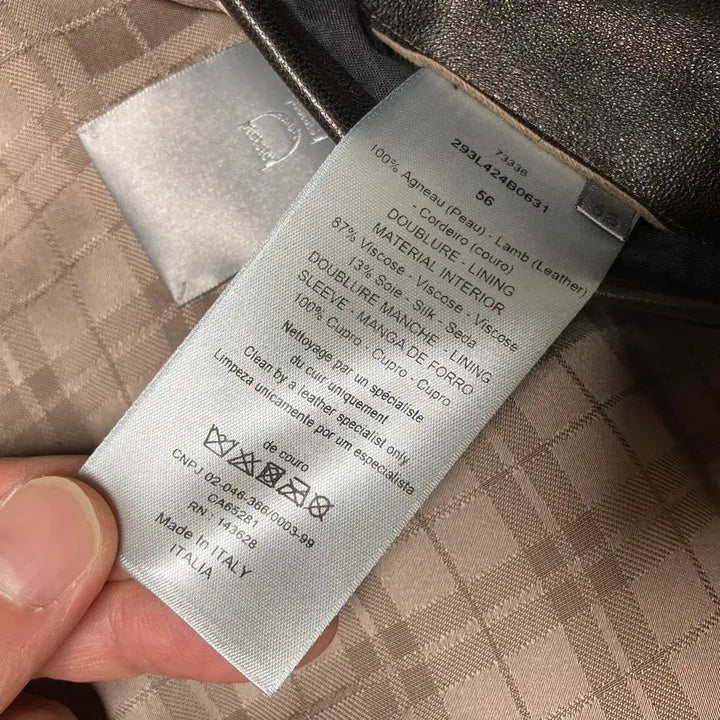 73336
293L424B0631
56
100% Agneau (Peau) - Lamb (Leather)
- Cordeiro (couro)
DOUBLURE - LINING
MATERIAL INTERIOR
87% Viscose - Viscose - Viscose
13% Soie - Silk - Seda
DOUBLURE MANCHE - LINING
SLEEVE - MANGA DE FORRO
100% Cupro - Cupro - Cupro
Nettoyage par un spécialiste
du cuir uniquement
Clean by a leather specialist only
Limpeza unicamente por um especialista
de couro
CNPJ 02-046-366/0003-99
CA65281
RN : 143628
Made In ITALY
ITALIA